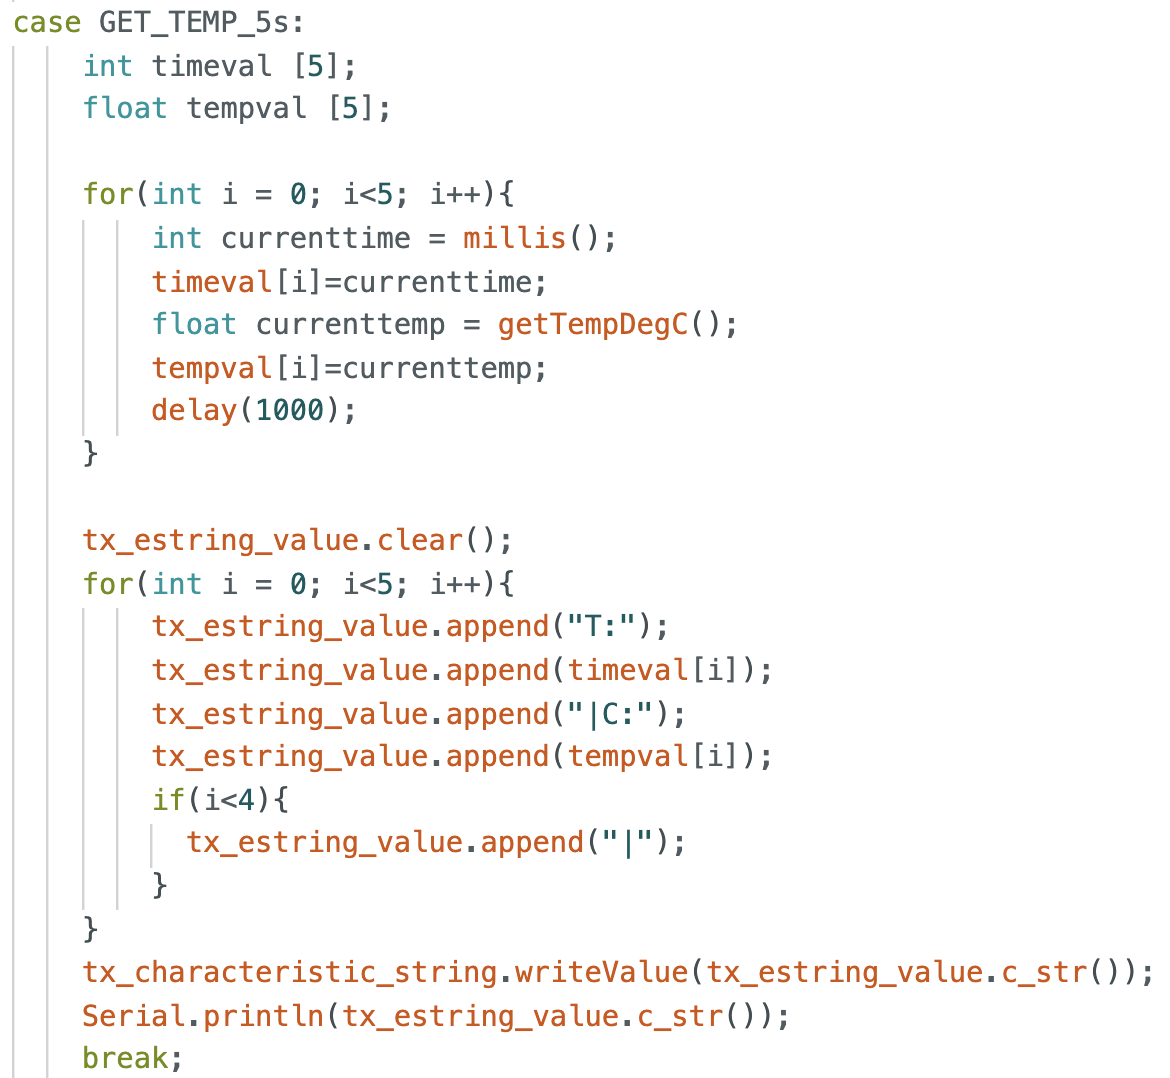 case GET_TEMP_5s:
int timeval [5];
float tempval [5];
for(int i = 0; i<5; i++){
int currenttime = millis();
timeval[i]=currenttime;
float currenttemp = getTempDegC();
tempval[i]=currenttemp;
delay(1000);
}
tx_estring_value.clear();
for(int i = 0; i<5; i++){
tx_estring_value.append("T:");
tx_estring_value.append(timeval[i]);
tx_estring_value.append("|C:");
tx_estring_value.append(tempval[i]);
if(i<4){
tx_estring_value.append("|");
}
}
tx_characteristic_string.writeValue(tx_estring_value.c_str());
Serial.println(tx_estring_value.c_str());
break;